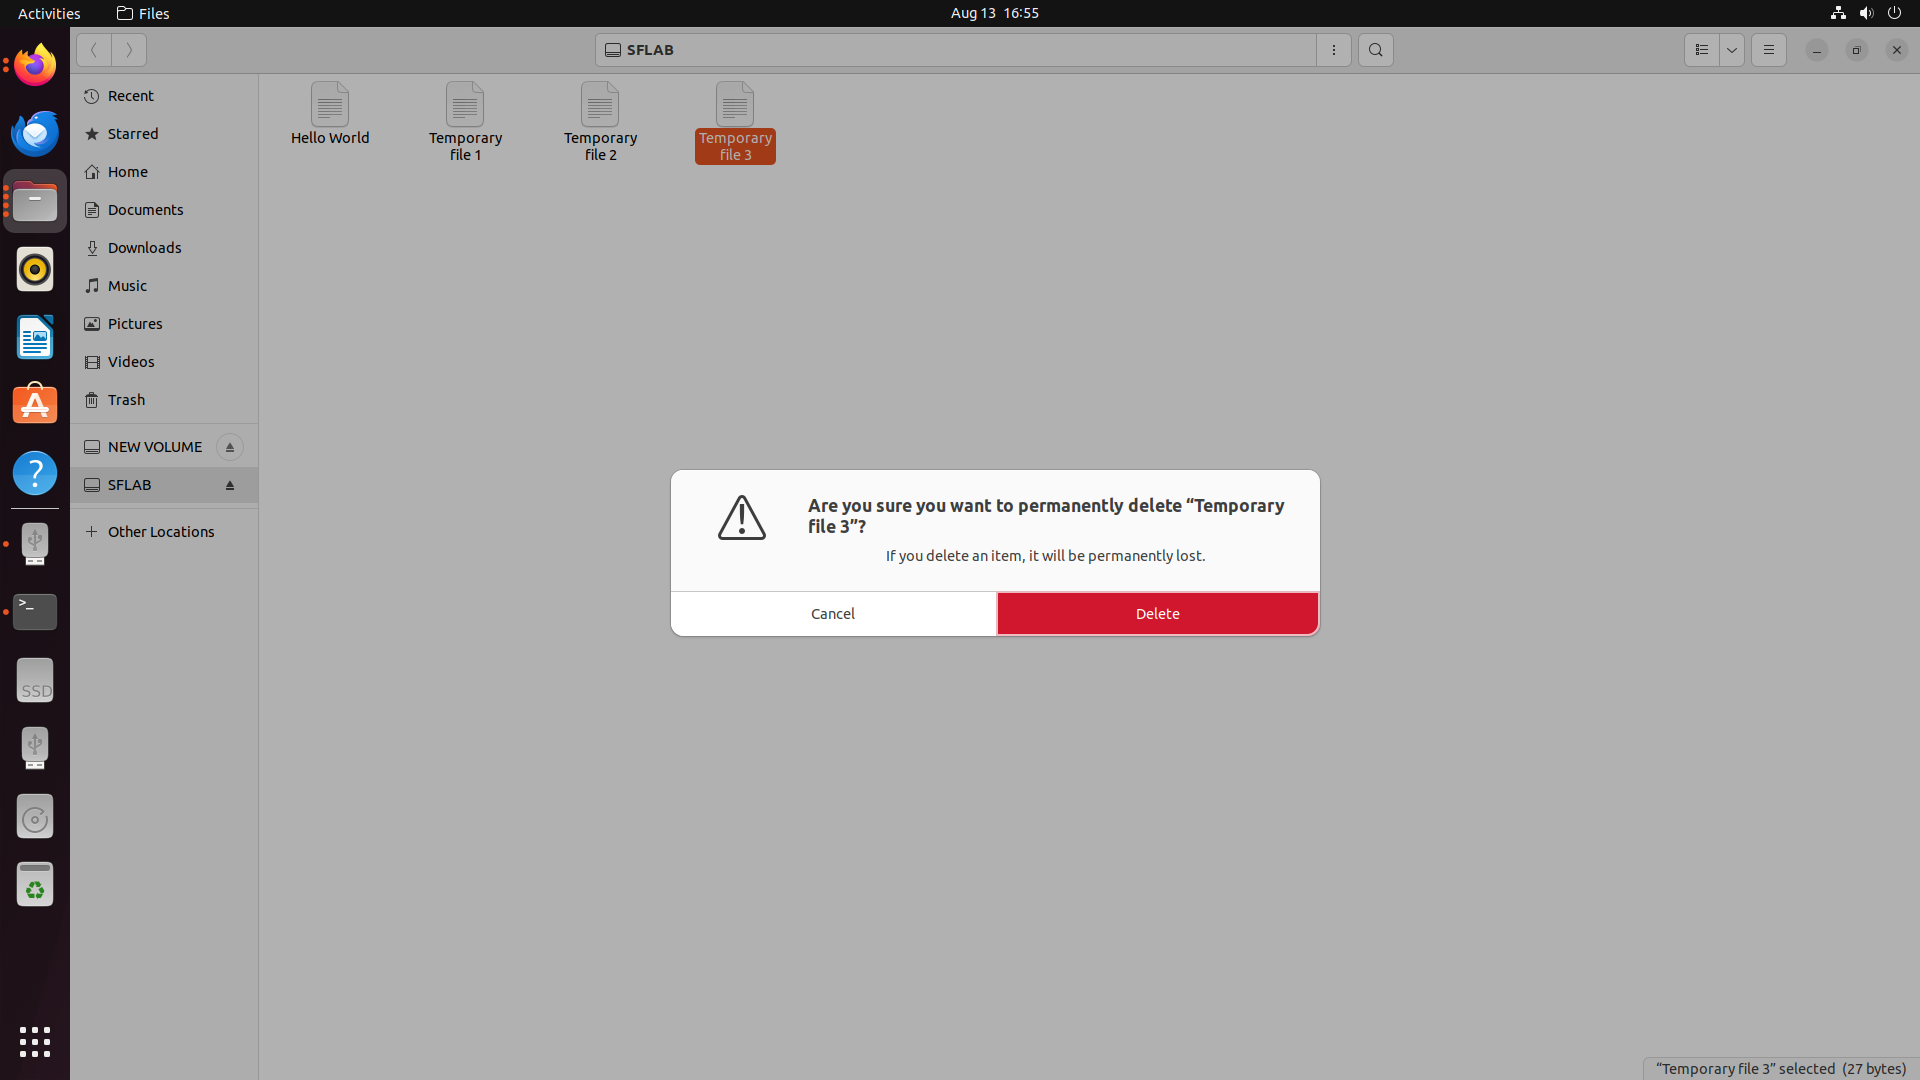 Activities
Files
Aug 13 16:55
SFLAB
Recent
Starred
Home
Documents
Downloads
Music
Pictures
Videos
Trash
NEW VOLUME
SFLAB
Other Locations
Hello World
Temporary
file 1
Temporary
file 2
Temporary
file 3
Are you sure you want to permanently delete “Temporary
file 3”?
If you delete an item, it will be permanently lost.
Cancel
Delete
SSD
“Temporary file 3” selected (27 bytes)